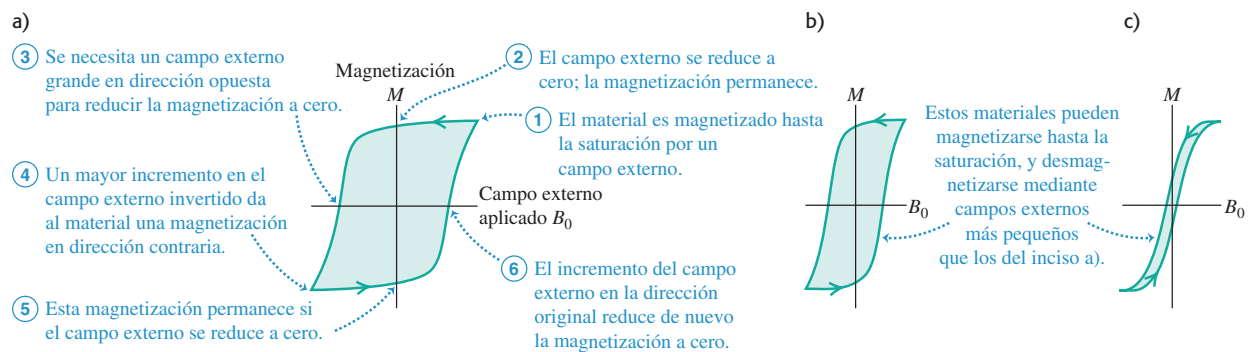 a)
3 Se necesita un campo externo
grande en dirección opuesta
para reducir la magnetización a cero.
Magnetización
M
2 El campo externo se reduce a
cero; la magnetización permanece.
1 El material es magnetizado hasta
la saturación por un
campo externo.
4 Un mayor incremento en el
campo externo invertido da
al material una magnetización
en dirección contraria.
Campo externo
aplicado B0
5 Esta magnetización permanece si
el campo externo se reduce a cero.
6 El incremento del campo
externo en la dirección
original reduce de nuevo
la magnetización a cero.
b)
M
B0
Estos materiales pueden
magnetizarse hasta la
saturación, y desmag-
netizarse mediante
campos externos
más pequeños
que los del inciso a).
c)
M
B0